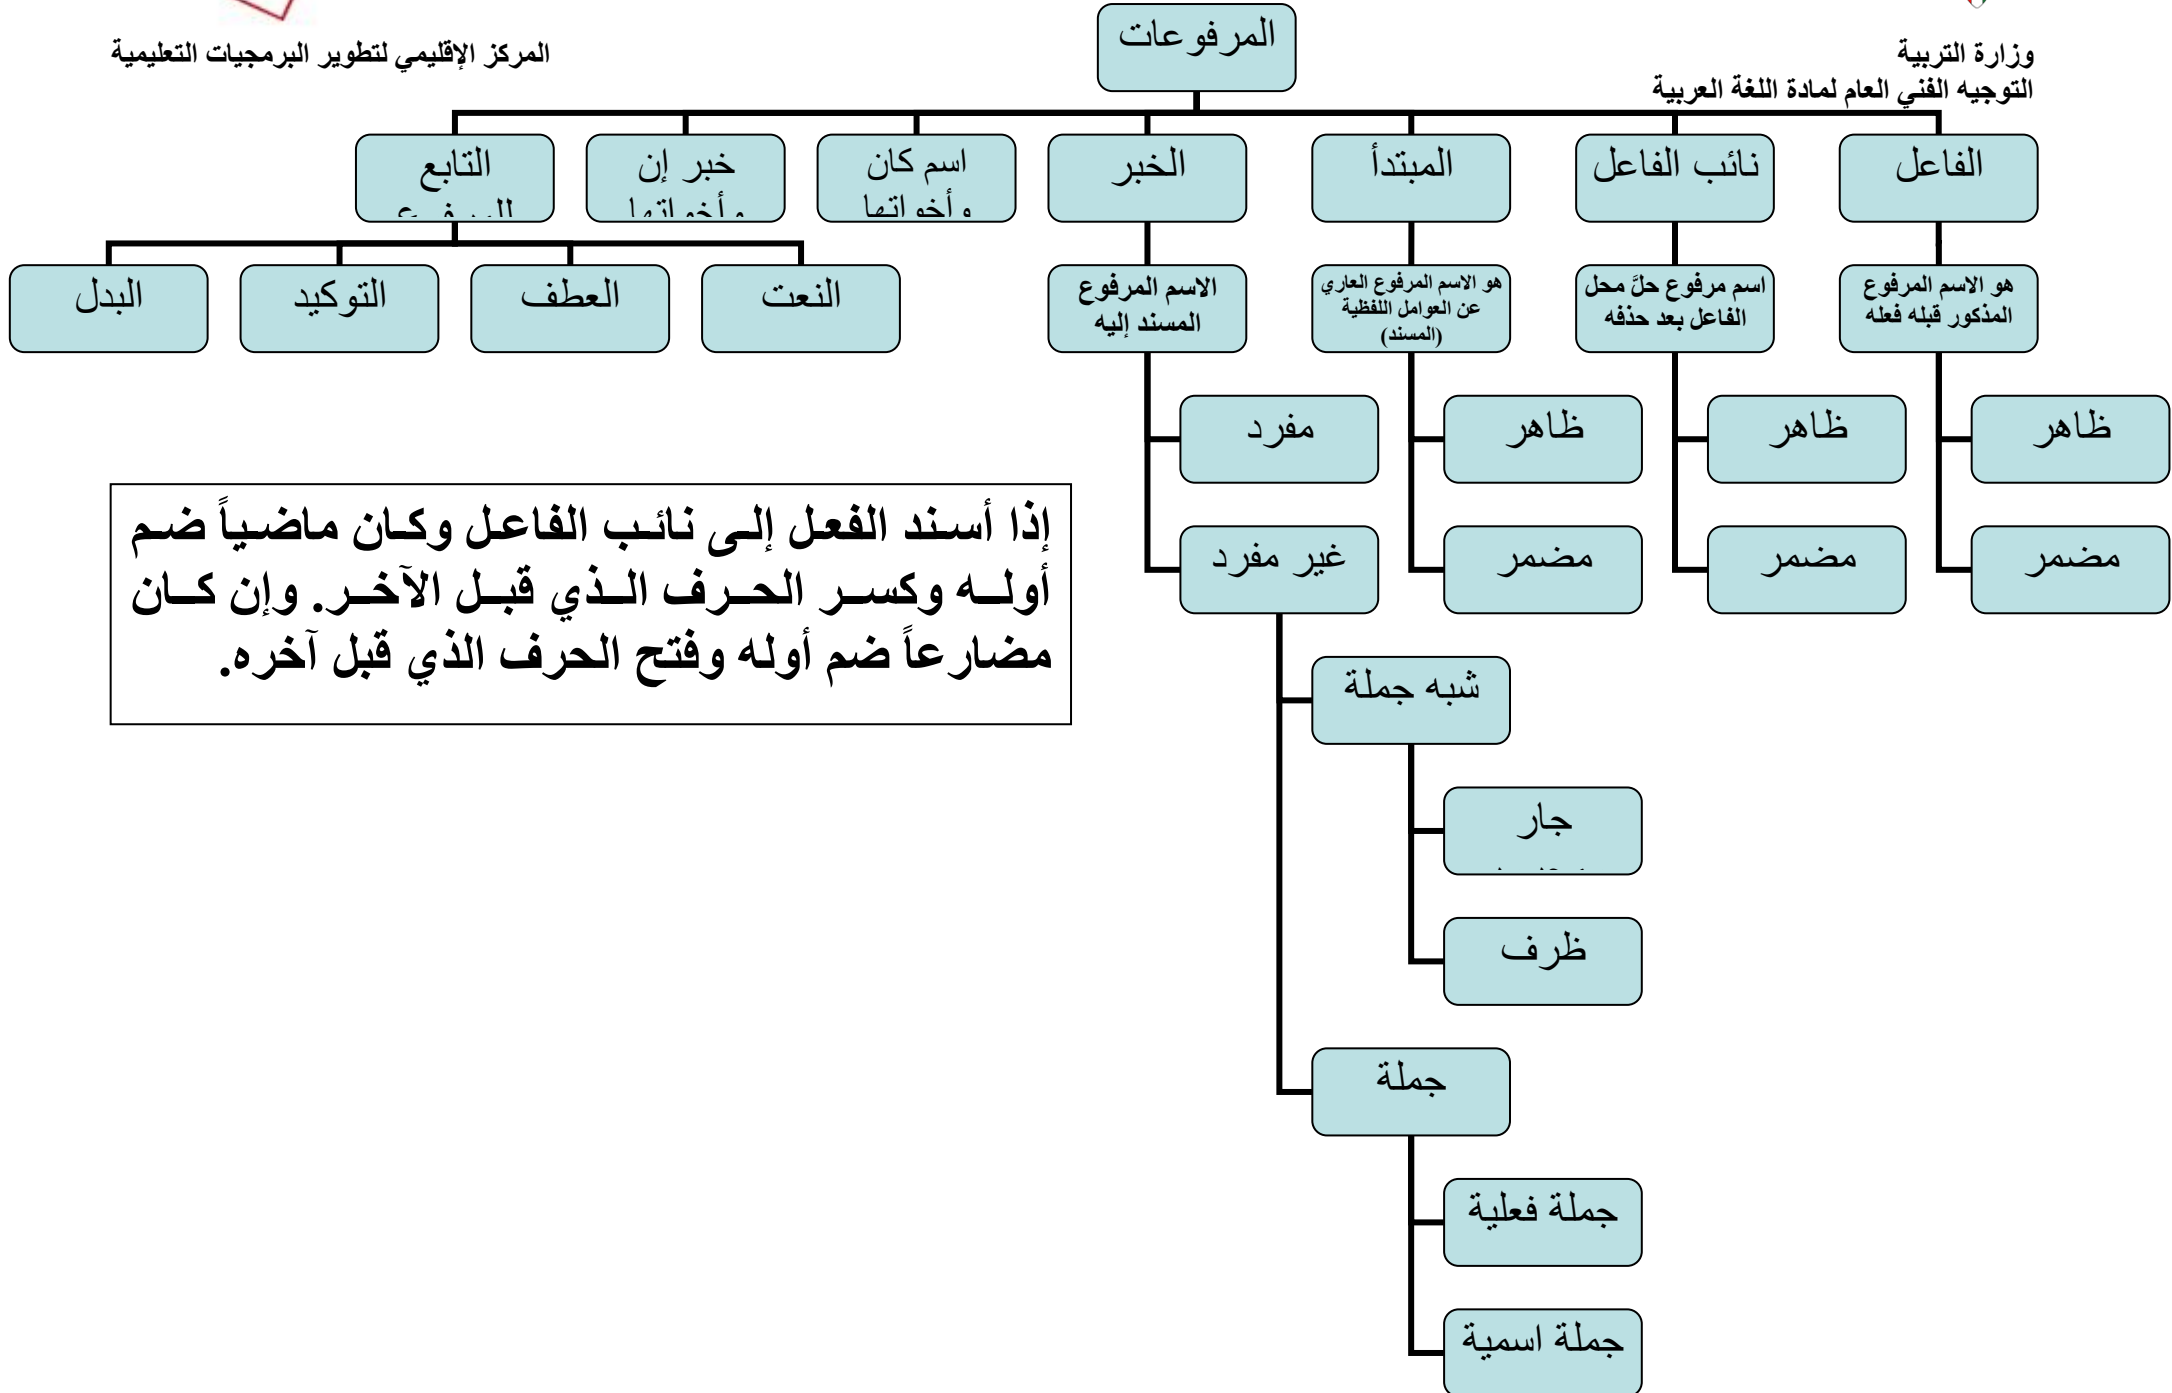 المرفوعات
وزارة التربية
التوجيه الفني العام لمادة اللغة العربية
المركز الإقليمي لتطوير البرمجيات التعليمية
الفاعل
نائب الفاعل
المبتدأ
الخبر
اسم كان
وأخواتها
خبر إن
وأخواتها
التابع
للمرفوع
هو الاسم المرفوع
المذكور قبله فعله
اسم مرفوع حلَّ محل
الفاعل بعد حذفه
هو الاسم المرفوع العاري
عن العوامل اللفظية
(المسند)
الاسم المرفوع
المسند إليه
النعت
العطف
التوكيد
البدل
ظاهر
ظاهر
ظاهر
مفرد
مضمر
مضمر
مضمر
غير مفرد
إذا أسند الفعل إلى نائب الفاعل وكان ماضياً ضم
أوله وكسر الحرف الذي قبل الآخر. وإن كان
مضارعاً ضم أوله وفتح الحرف الذي قبل آخره.
شبه جملة
جار
ظرف
جملة
جملة فعلية
جملة اسمية